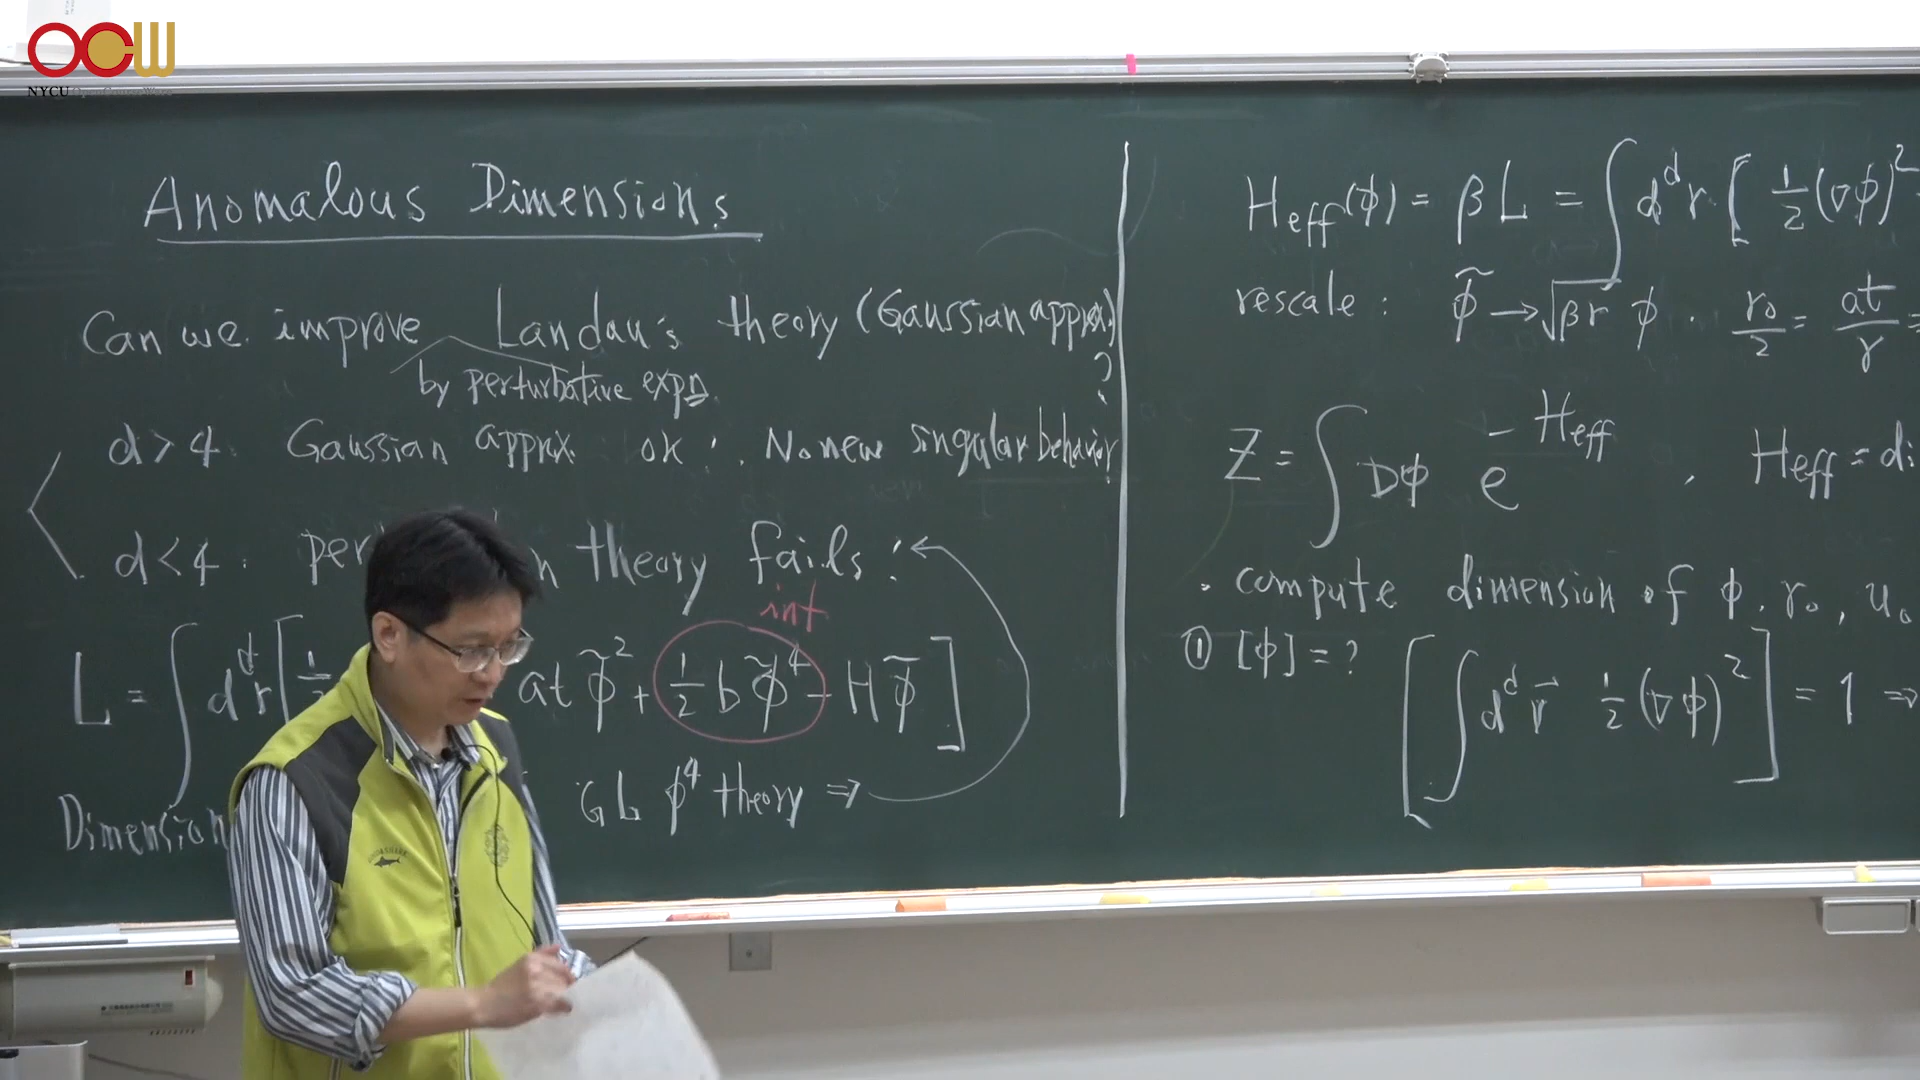 OCW
NYCU OpenCourseWare
Anomalous Dimensions
Can we improve Landau's theory (Gaussian approx.)
?
by perturbative expn.
d > 4. Gaussian approx. ok ∵. No new singular behavior
d < 4. per n theory fails ∵
int
L = ∫ d^d r [ 1/2 at φ̃² + 1/2 b φ̃⁴ - H φ̃ ]
Dimension GL φ⁴ theory ⇒
H_eff(φ) = βL = ∫ d^d r [ 1/2 (∇φ)²
rescale : φ̃ → √βr φ . r₀/2 = at/γ =
Z = ∫ Dφ e^{-H_eff} , H_eff = di
. compute dimension of φ. r₀, u₀
① [φ] = ? [ ∫ d^d r⃗ 1/2 (∇φ)² ] = 1 ⇒